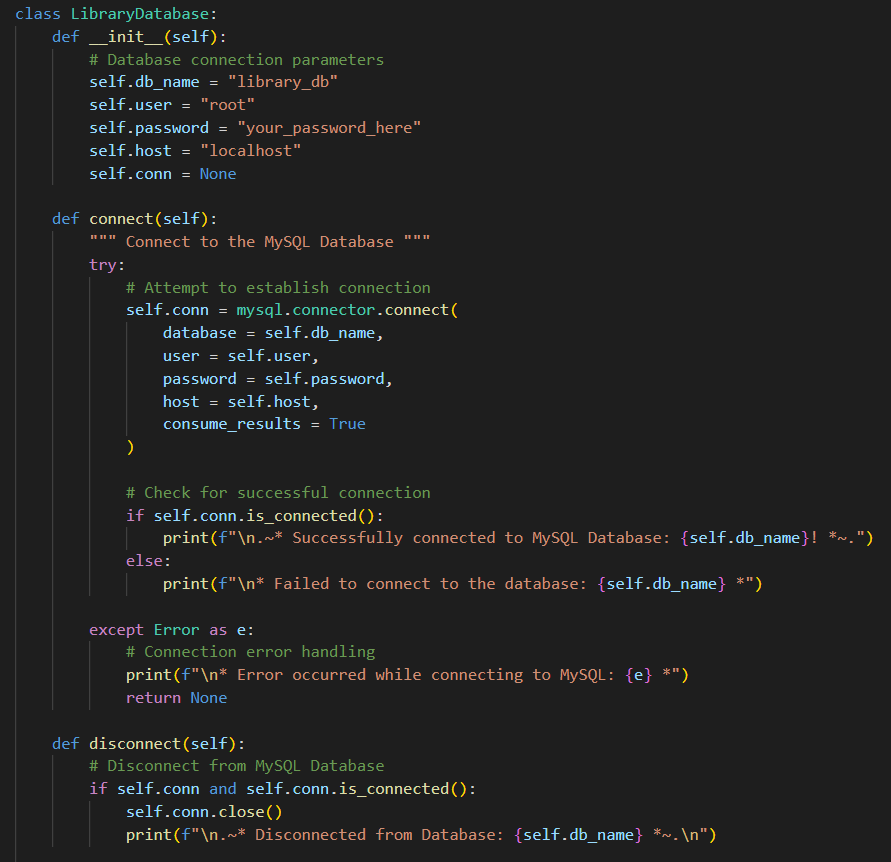 class LibraryDatabase:
    def __init__(self):
        # Database connection parameters
        self.db_name = "library_db"
        self.user = "root"
        self.password = "your_password_here"
        self.host = "localhost"
        self.conn = None

    def connect(self):
        """ Connect to the MySQL Database """
        try:
            # Attempt to establish connection
            self.conn = mysql.connector.connect(
                database = self.db_name,
                user = self.user,
                password = self.password,
                host = self.host,
                consume_results = True
            )

            # Check for successful connection
            if self.conn.is_connected():
                print(f"\n.~* Successfully connected to MySQL Database: {self.db_name}! *~.")
            else:
                print(f"\n* Failed to connect to the database: {self.db_name} *")

        except Error as e:
            # Connection error handling
            print(f"\n* Error occurred while connecting to MySQL: {e} *")
            return None

    def disconnect(self):
        # Disconnect from MySQL Database
        if self.conn and self.conn.is_connected():
            self.conn.close()
            print(f"\n.~* Disconnected from Database: {self.db_name} *~.\n")